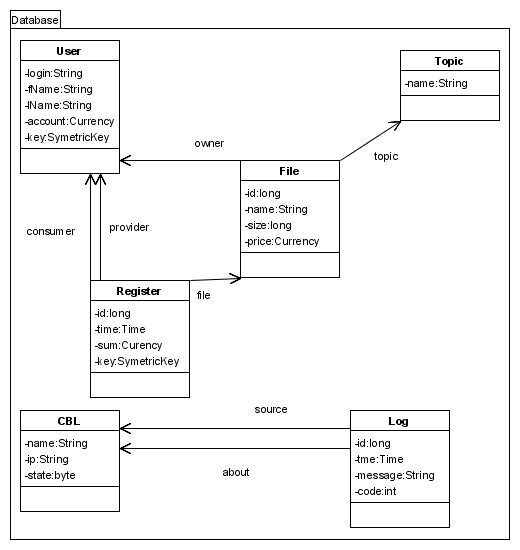 Database
User
-login:String
-fName:String
-lName:String
-account:Currency
-key:SymetricKey
Topic
-name:String
owner
topic
File
-id:long
-name:String
-size:long
-price:Currency
consumer
provider
file
Register
-id:long
-time:Time
-sum:Curency
-key:SymetricKey
CBL
-name:String
-ip:String
-state:byte
source
about
Log
-id:long
-tme:Time
-message:String
-code:int